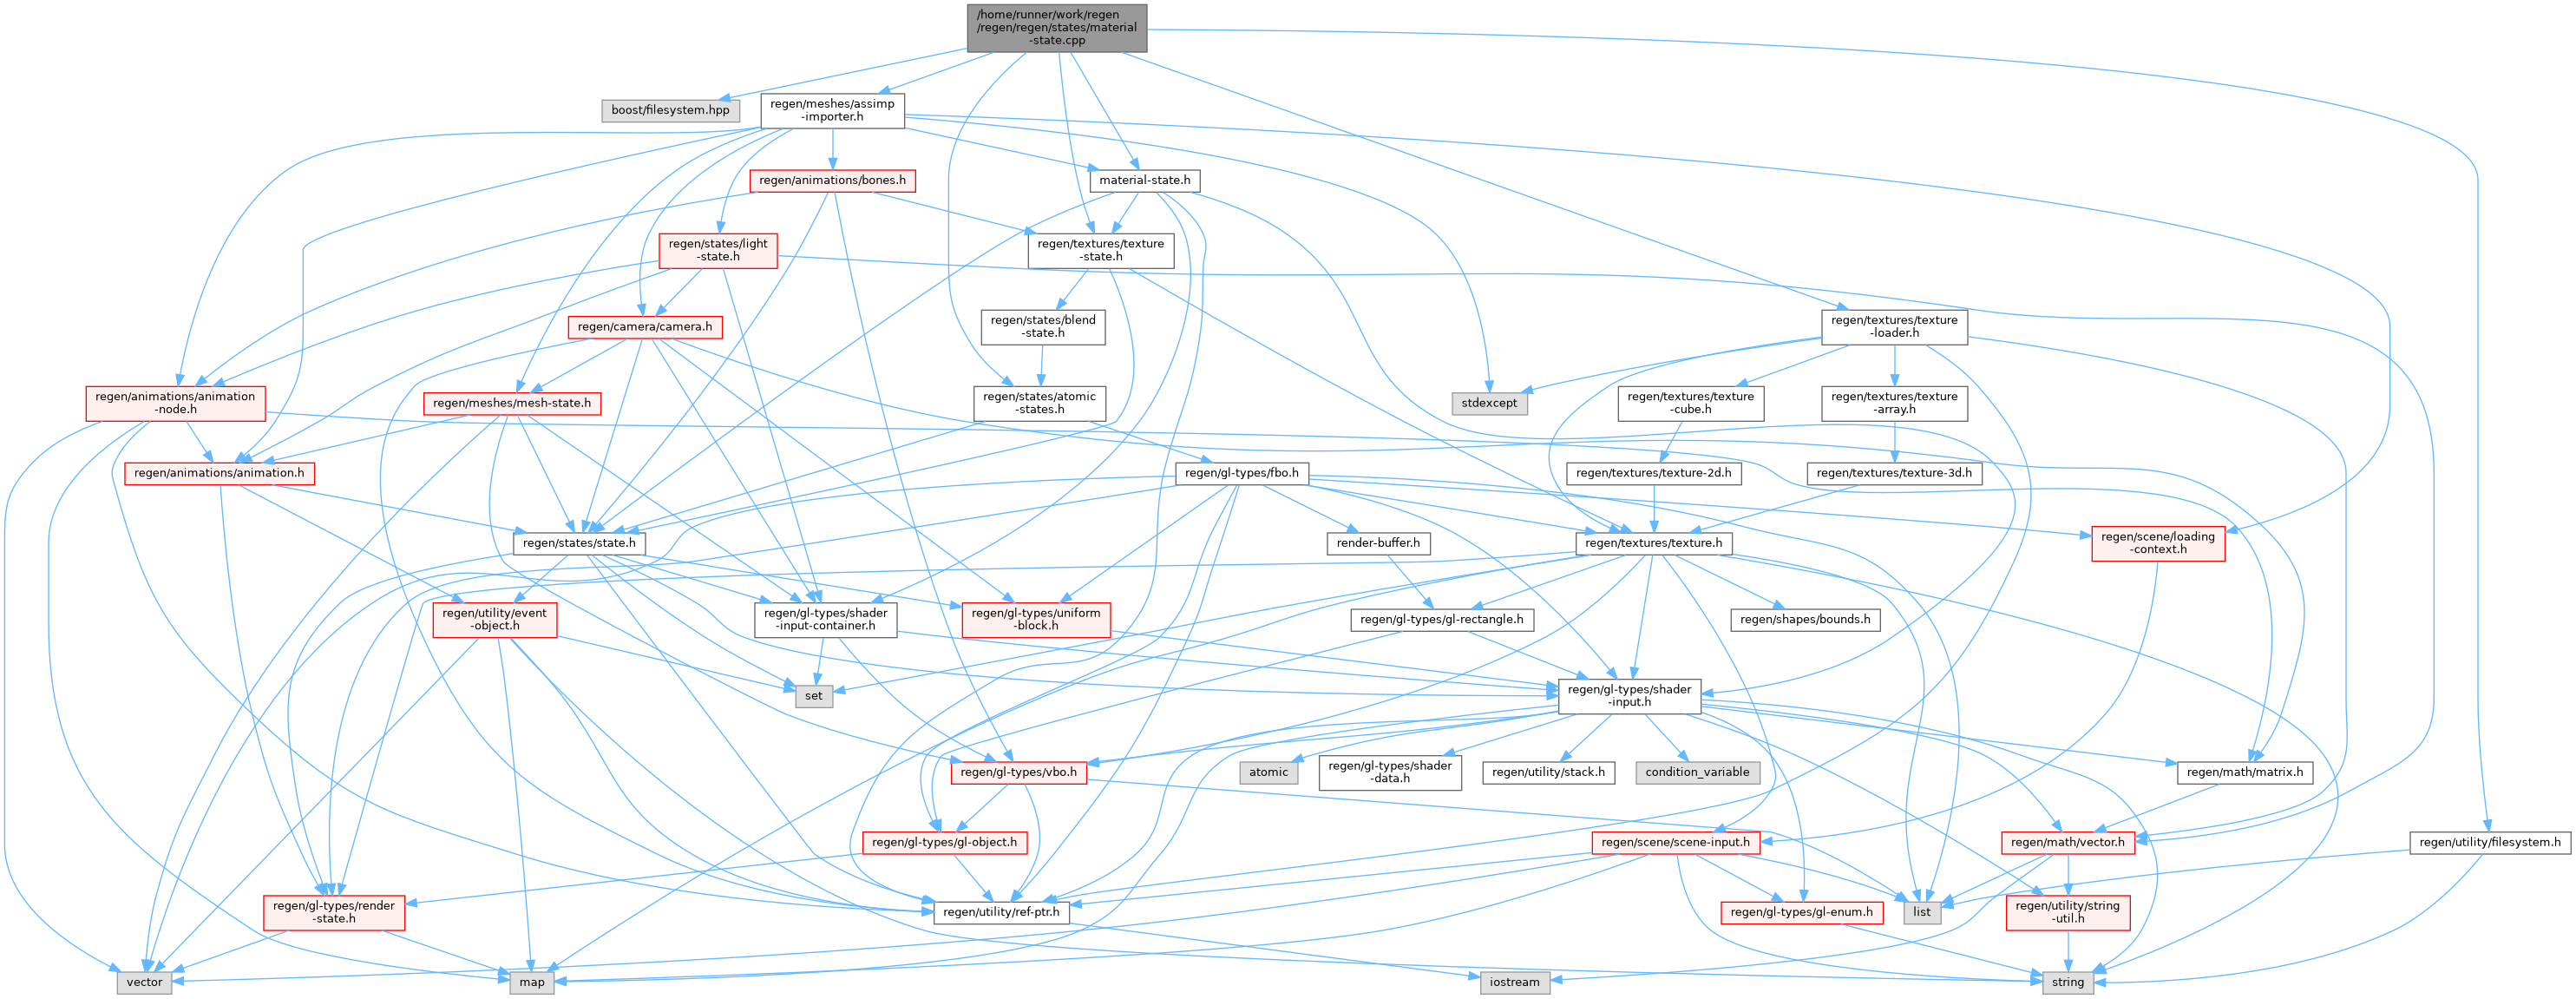 /home/runner/work/regen
/regen/regen/states/material
-state.cpp
boost/filesystem.hpp
regen/meshes/assimp
-importer.h
regen/animations/bones.h
material-state.h
regen/states/light
-state.h
regen/textures/texture
-state.h
regen/camera/camera.h
regen/states/blend
-state.h
regen/textures/texture
-loader.h
regen/animations/animation
-node.h
regen/meshes/mesh-state.h
regen/states/atomic
-states.h
stdexcept
regen/textures/texture
-cube.h
regen/textures/texture
-array.h
regen/animations/animation.h
regen/gl-types/fbo.h
regen/textures/texture-2d.h
regen/textures/texture-3d.h
regen/states/state.h
render-buffer.h
regen/textures/texture.h
regen/scene/loading
-context.h
regen/utility/event
-object.h
regen/gl-types/shader
-input-container.h
regen/gl-types/uniform
-block.h
regen/gl-types/gl-rectangle.h
regen/shapes/bounds.h
set
regen/gl-types/shader
-input.h
regen/gl-types/vbo.h
atomic
regen/gl-types/shader
-data.h
regen/utility/stack.h
condition_variable
regen/math/matrix.h
regen/gl-types/gl-object.h
regen/scene/scene-input.h
regen/math/vector.h
regen/utility/filesystem.h
regen/gl-types/render
-state.h
regen/utility/ref-ptr.h
regen/gl-types/gl-enum.h
list
regen/utility/string
-util.h
vector
map
iostream
string